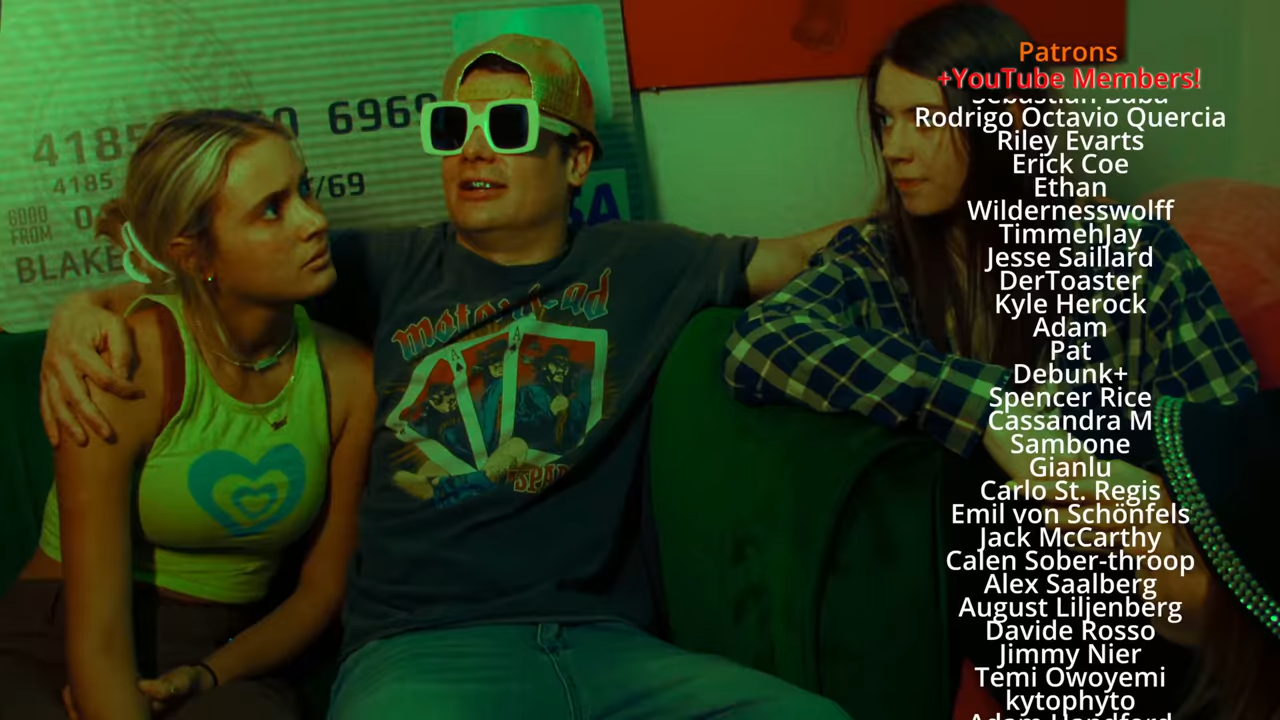 Patrons
+YouTube Members!
Rodrigo Octavio Quercia
Riley Evarts
Erick Coe
Ethan
Wildernesswolff
TimmehJay
Jesse Saillard
DerToaster
Kyle Herock
Adam
Pat
Debunk+
Spencer Rice
Cassandra M
Sambone
Gianlu
Carlo St. Regis
Emil von Schönfels
Jack McCarthy
Calen Sober-throop
Alex Saalberg
August Liljenberg
Davide Rosso
Jimmy Nier
Temi Owoyemi
kytophyto
4185
6969
4185
/69
GOOD
FROM
BLAKE